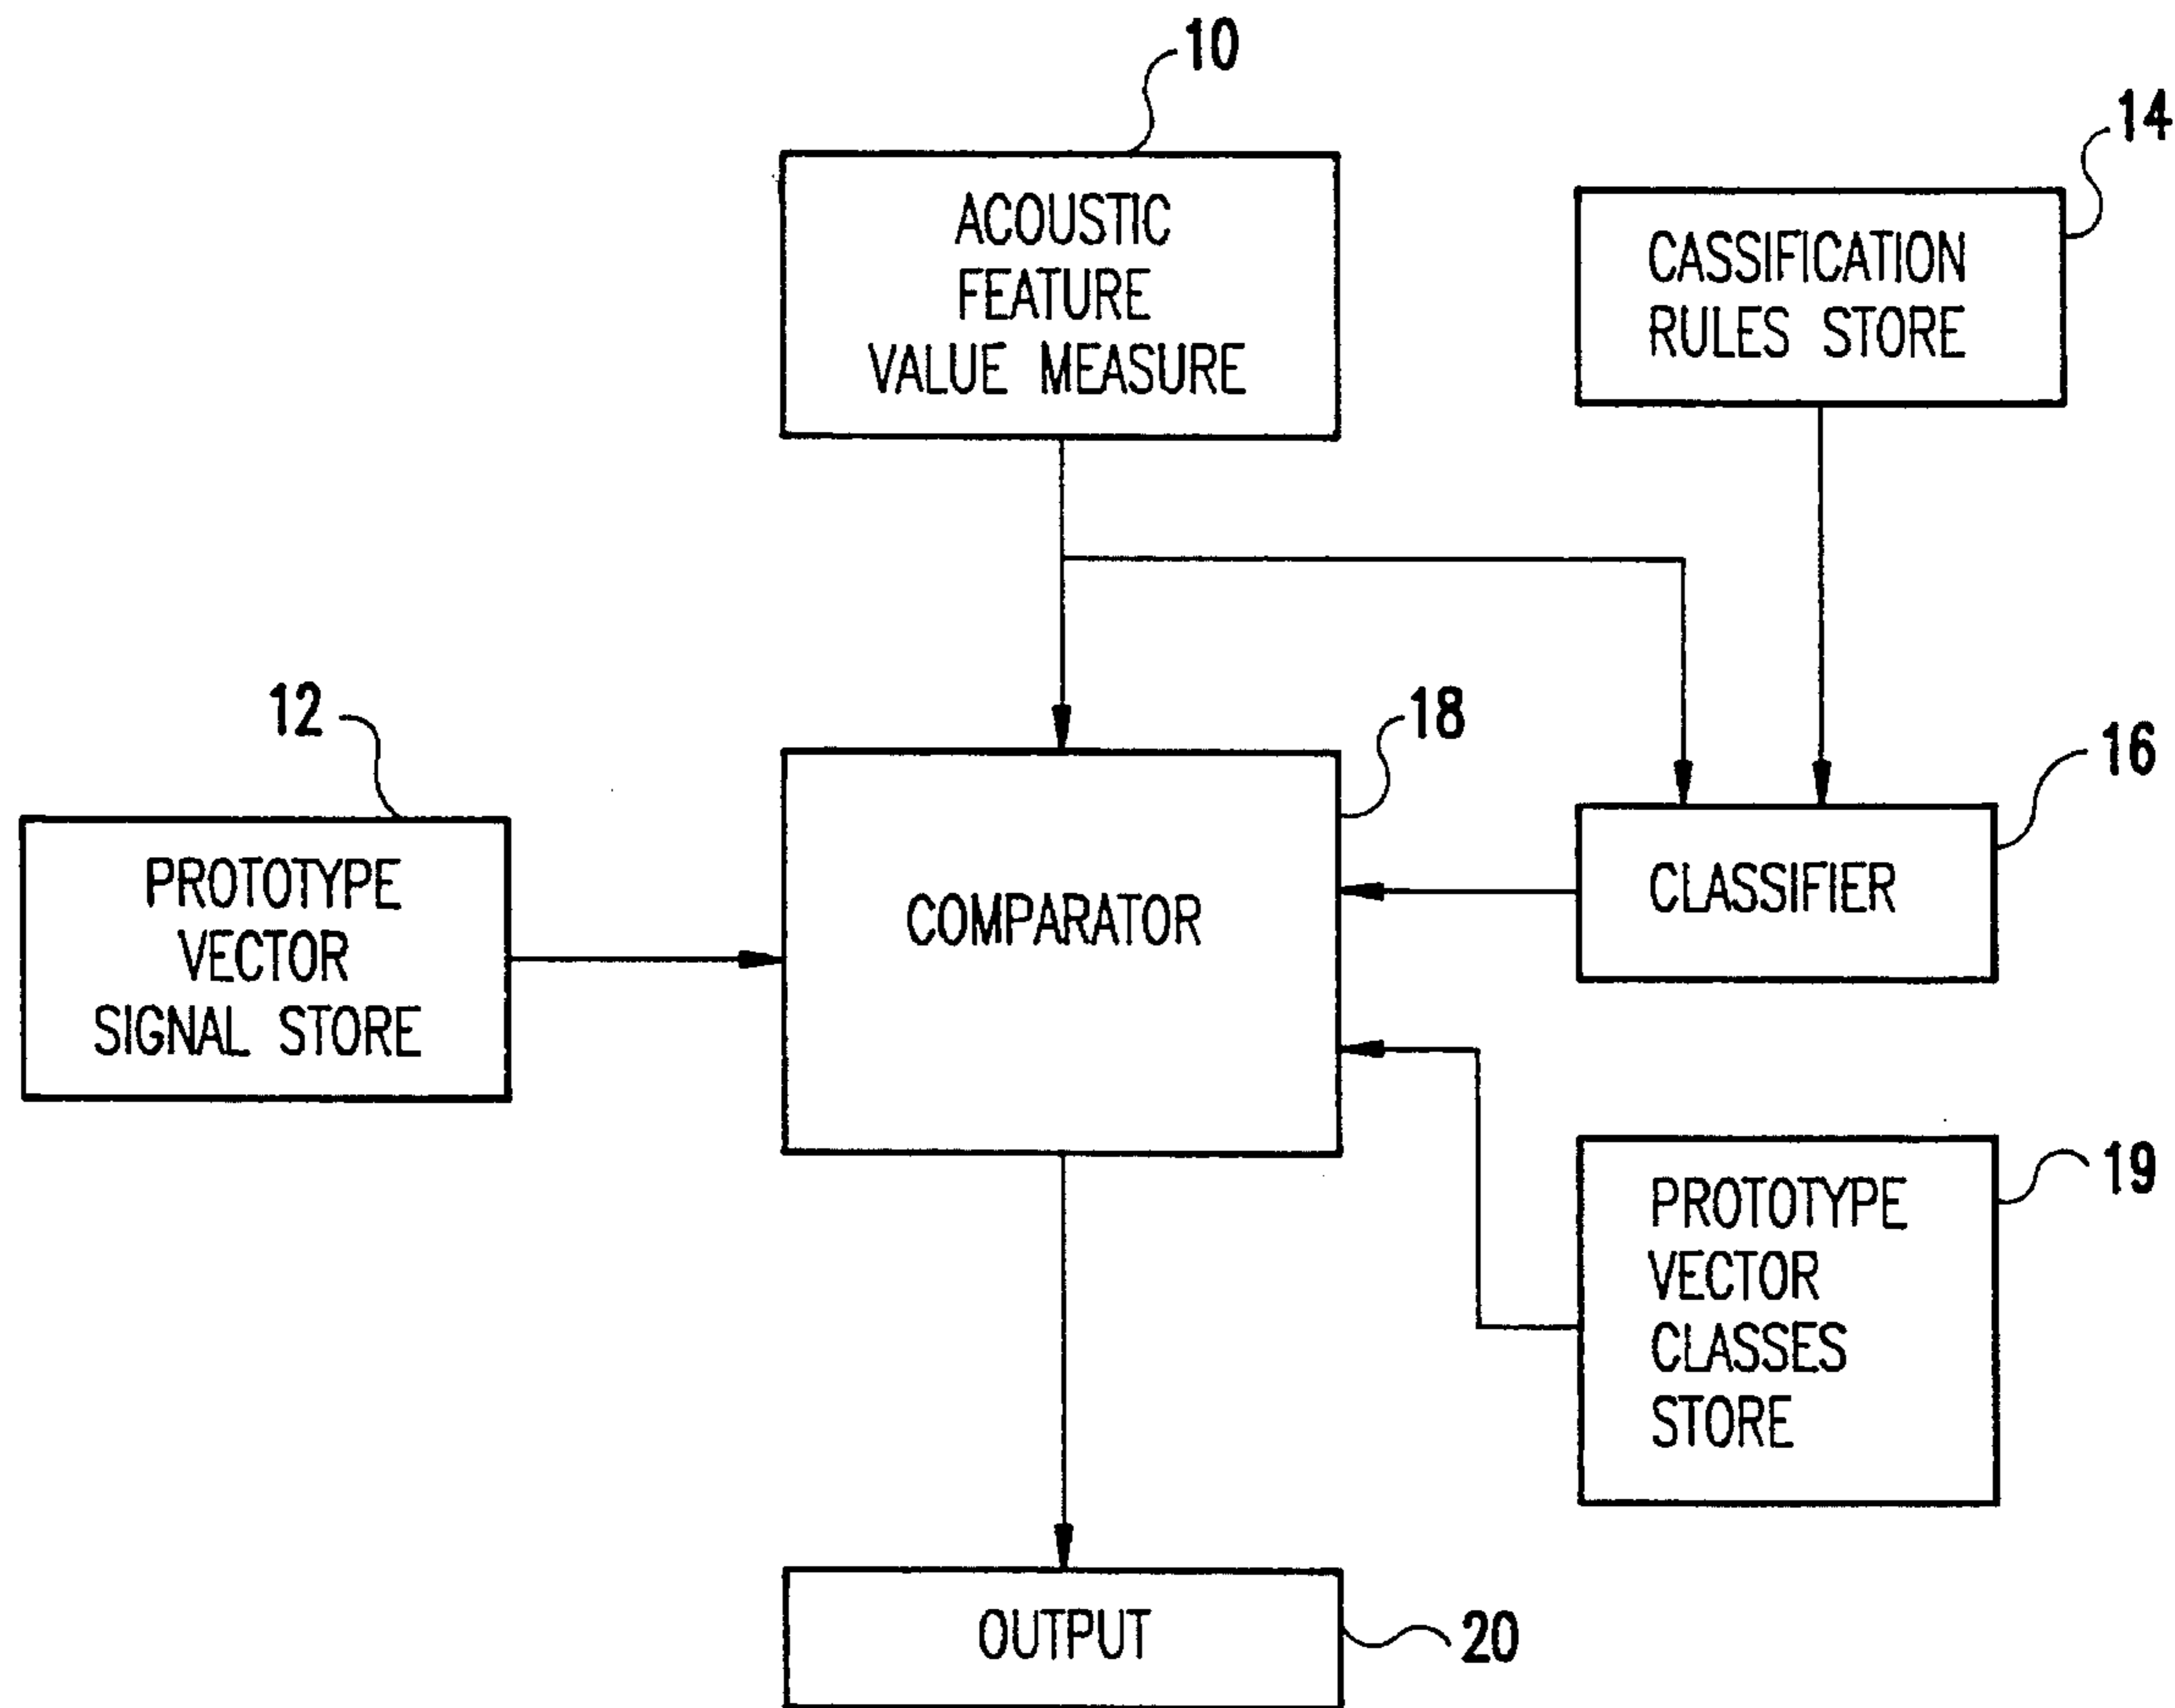 10
ACOUSTIC
FEATURE
VALUE MEASURE
14
CASSIFICATION
RULES STORE
12
PROTOTYPE
VECTOR
SIGNAL STORE
18
COMPARATOR
16
CLASSIFIER
19
PROTOTYPE
VECTOR
CLASSES
STORE
OUTPUT
20